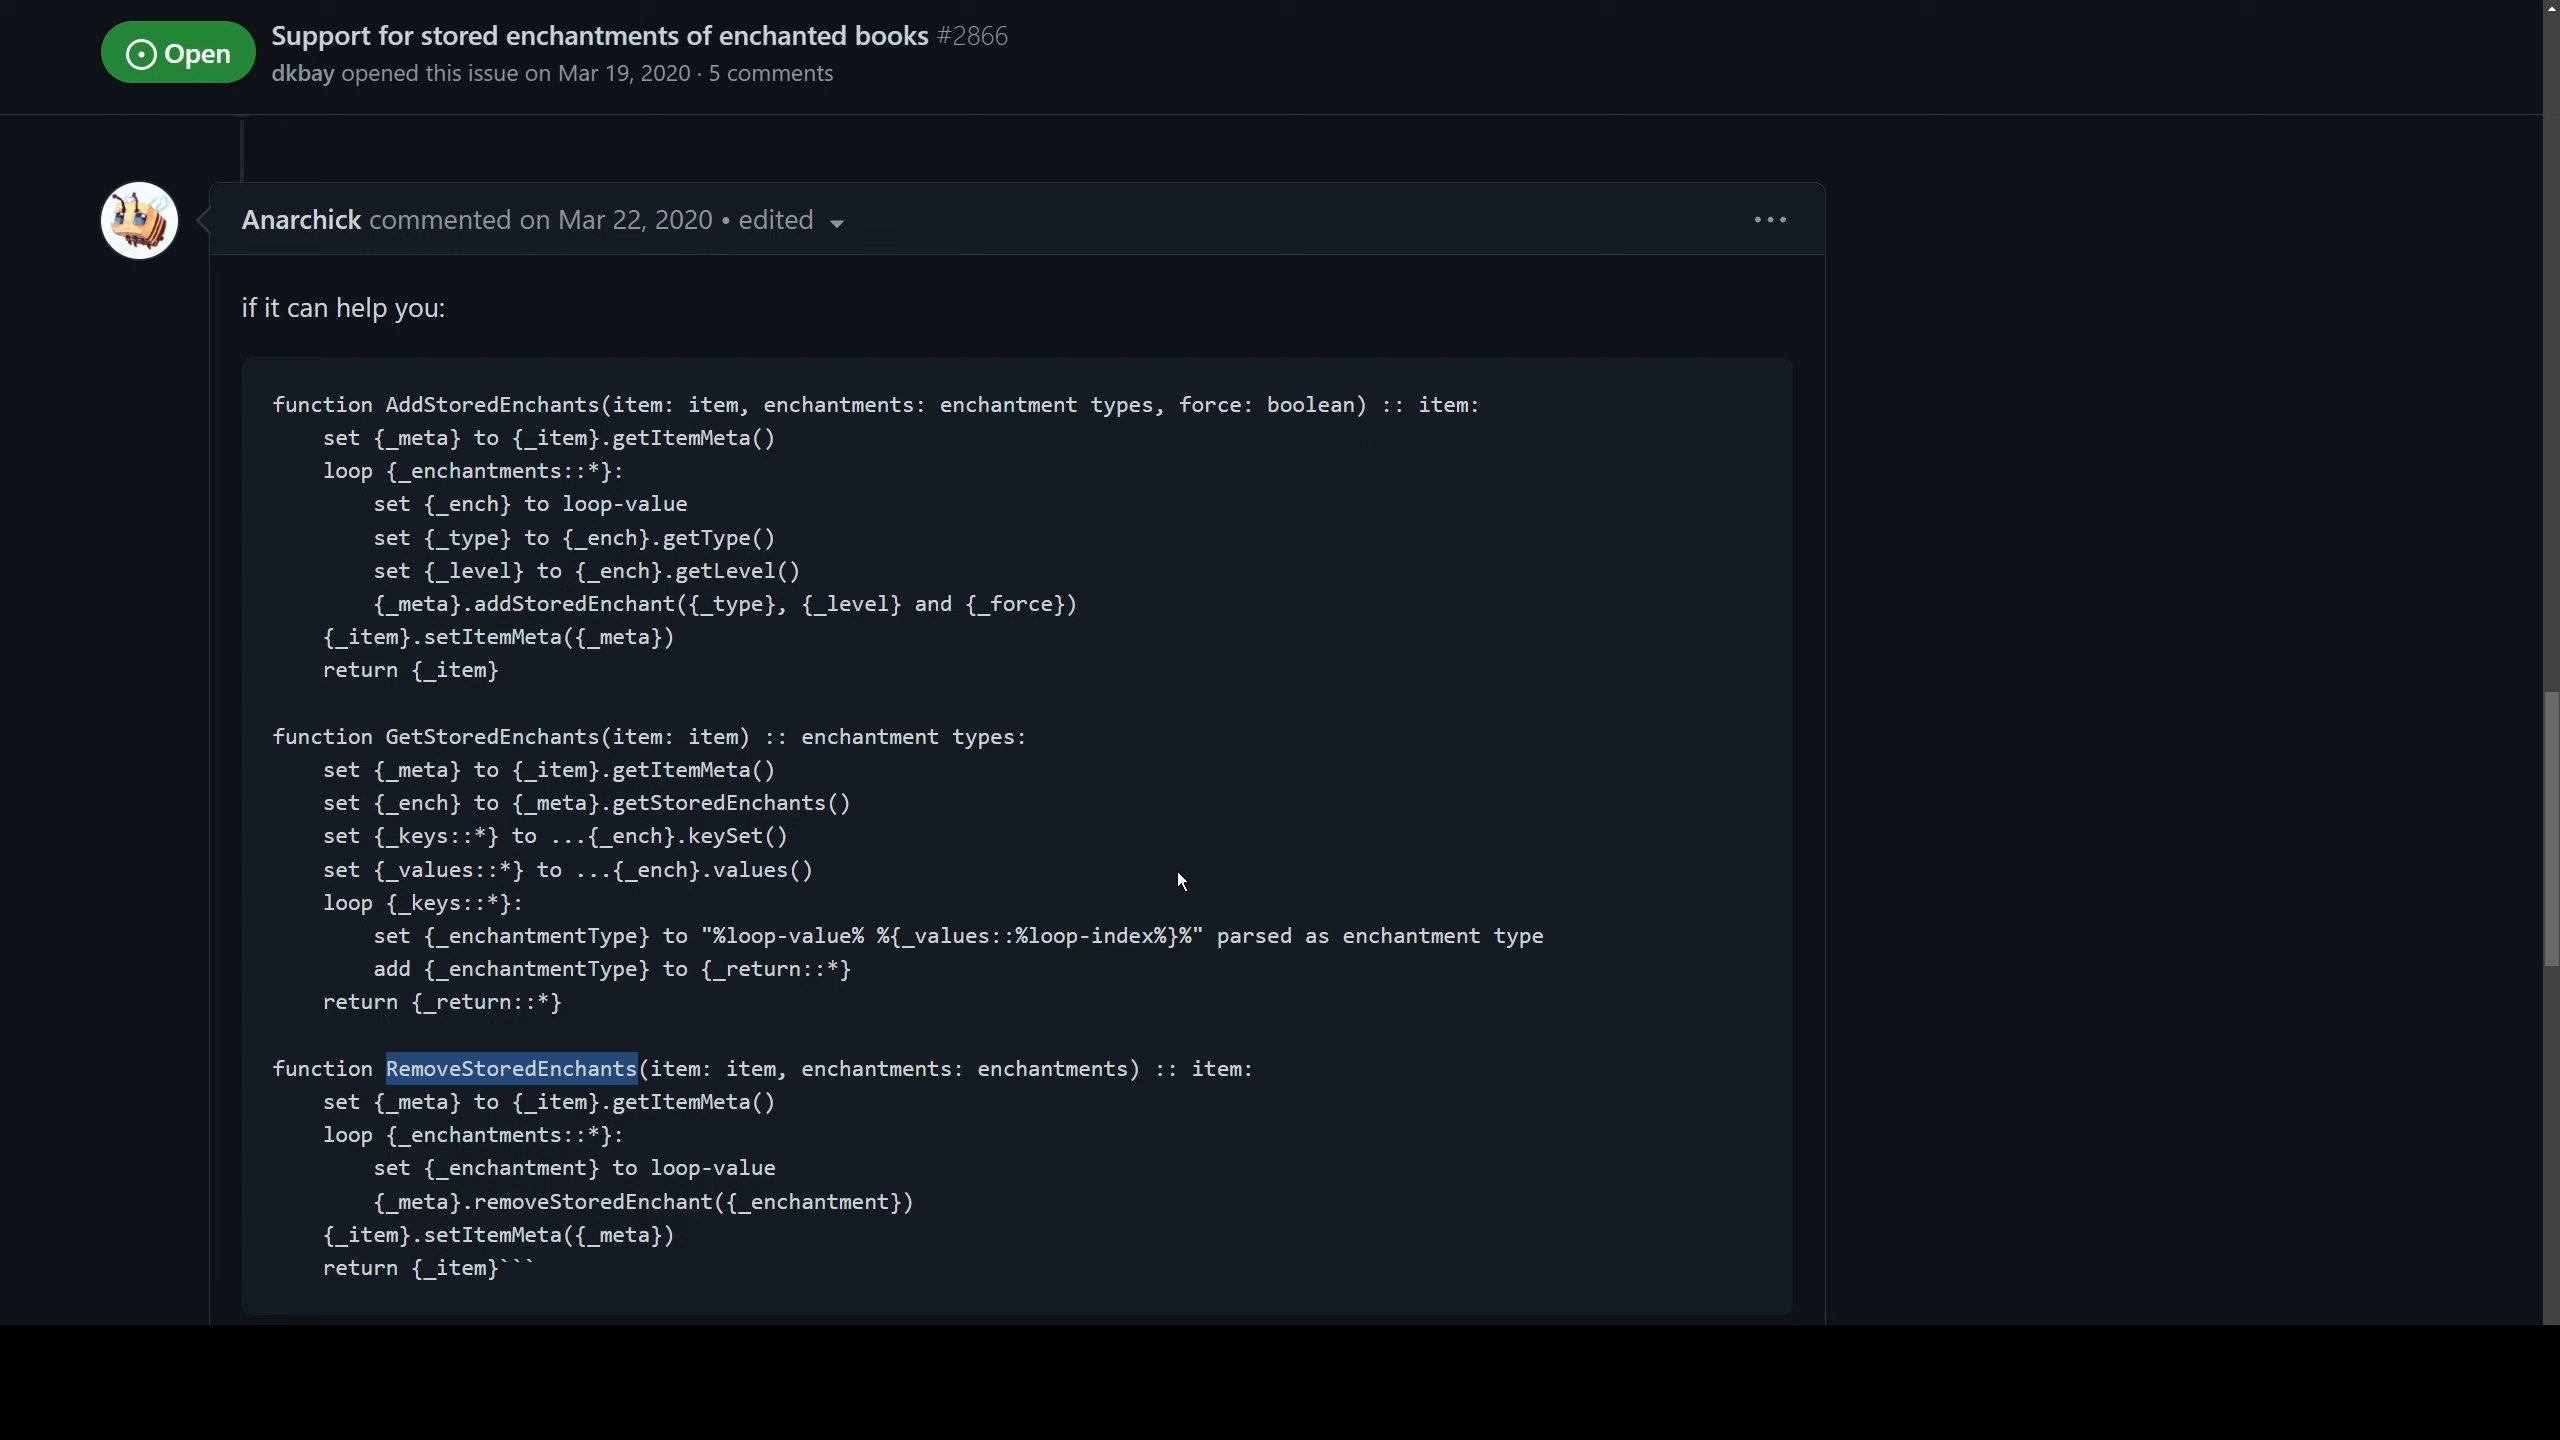 Open
Support for stored enchantments of enchanted books #2866
dkbay opened this issue on Mar 19, 2020 · 5 comments
Anarchick commented on Mar 22, 2020 • edited
if it can help you:
function AddStoredEnchants(item: item, enchantments: enchantment types, force: boolean) :: item:
    set {_meta} to {_item}.getItemMeta()
    loop {_enchantments::*}:
        set {_ench} to loop-value
        set {_type} to {_ench}.getType()
        set {_level} to {_ench}.getLevel()
        {_meta}.addStoredEnchant({_type}, {_level} and {_force})
    {_item}.setItemMeta({_meta})
    return {_item}
function GetStoredEnchants(item: item) :: enchantment types:
    set {_meta} to {_item}.getItemMeta()
    set {_ench} to {_meta}.getStoredEnchants()
    set {_keys::*} to ...{_ench}.keySet()
    set {_values::*} to ...{_ench}.values()
    loop {_keys::*}:
        set {_enchantmentType} to "%loop-value% %{_values::%loop-index%}%" parsed as enchantment type
        add {_enchantmentType} to {_return::*}
    return {_return::*}
function RemoveStoredEnchants(item: item, enchantments: enchantments) :: item:
    set {_meta} to {_item}.getItemMeta()
    loop {_enchantments::*}:
        set {_enchantment} to loop-value
        {_meta}.removeStoredEnchant({_enchantment})
    {_item}.setItemMeta({_meta})
    return {_item}```